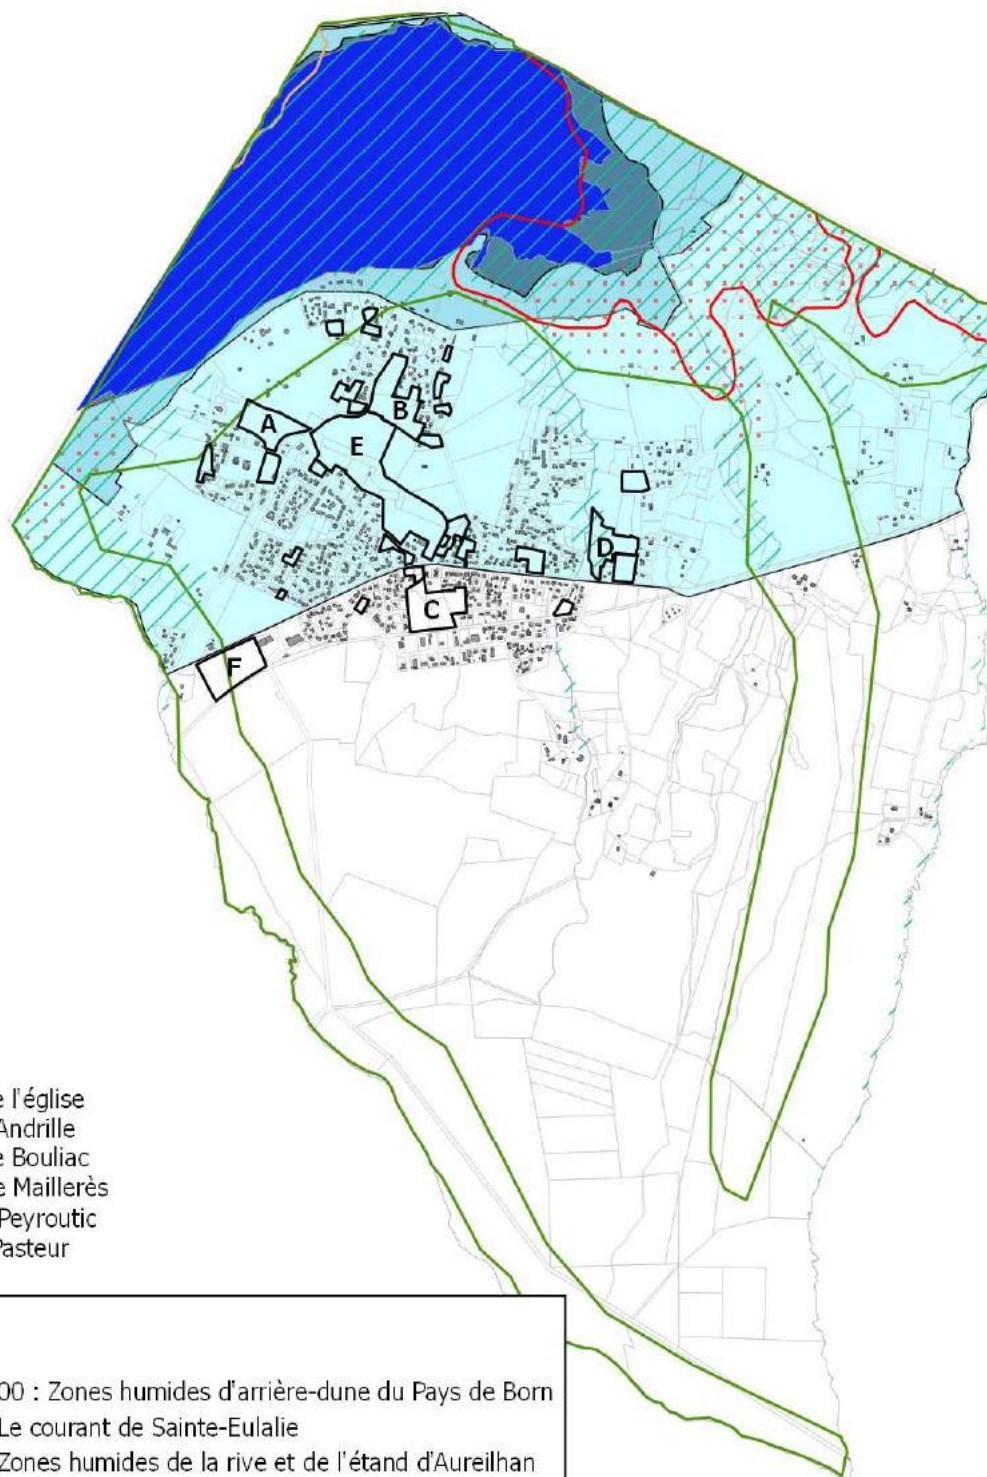 A
B
E
D
C
F
e l'église
Andrille
e Bouliac
e Maillerès
Peyroutic
Pasteur
00 : Zones humides d'arrière-dune du Pays de Born
Le courant de Sainte-Eulalie
Zones humides de la rive et de l'étand d'Aureilhan